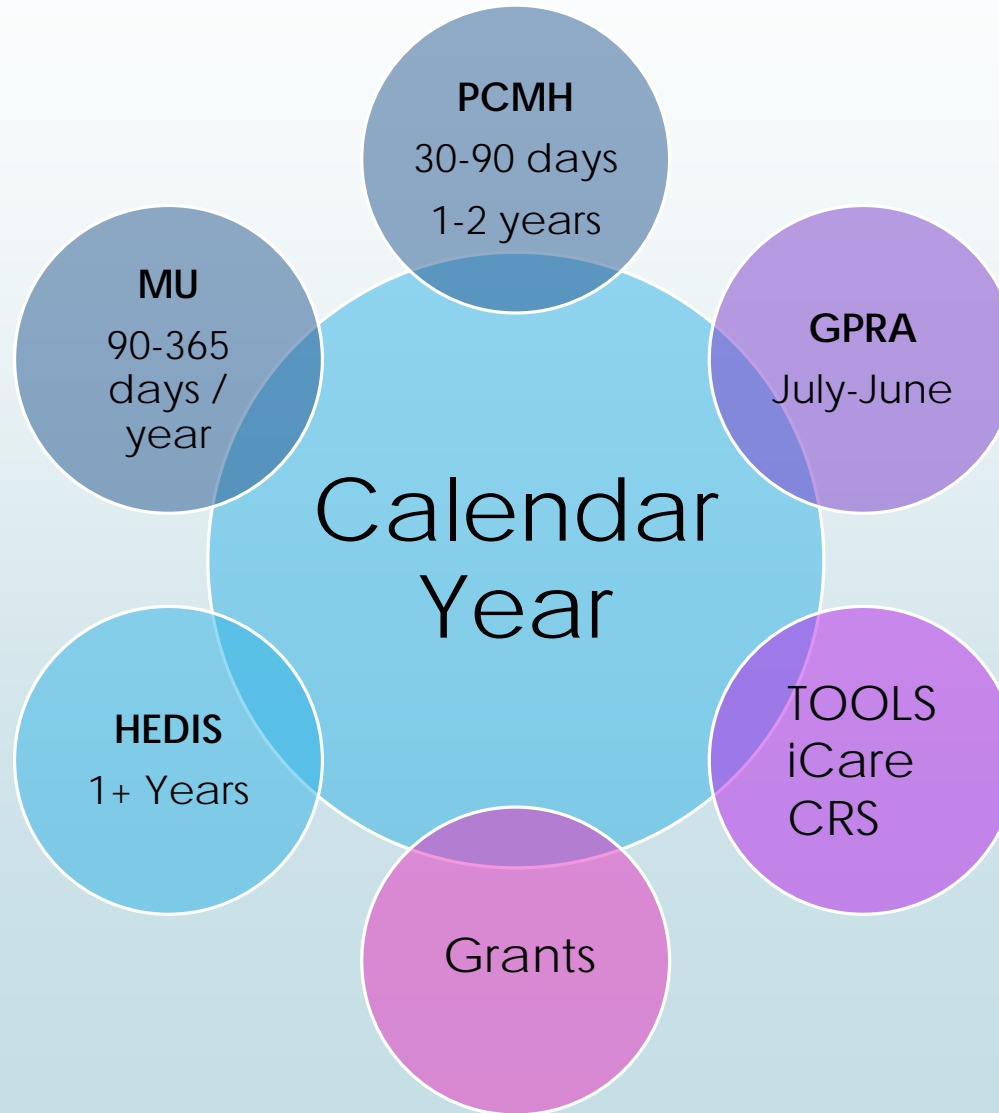 PCMH
30-90 days
1-2 years
GPRA
July-June
TOOLS
iCare
CRS
Grants
HEDIS
1+ Years
MU
90-365
days /
year
Calendar
Year